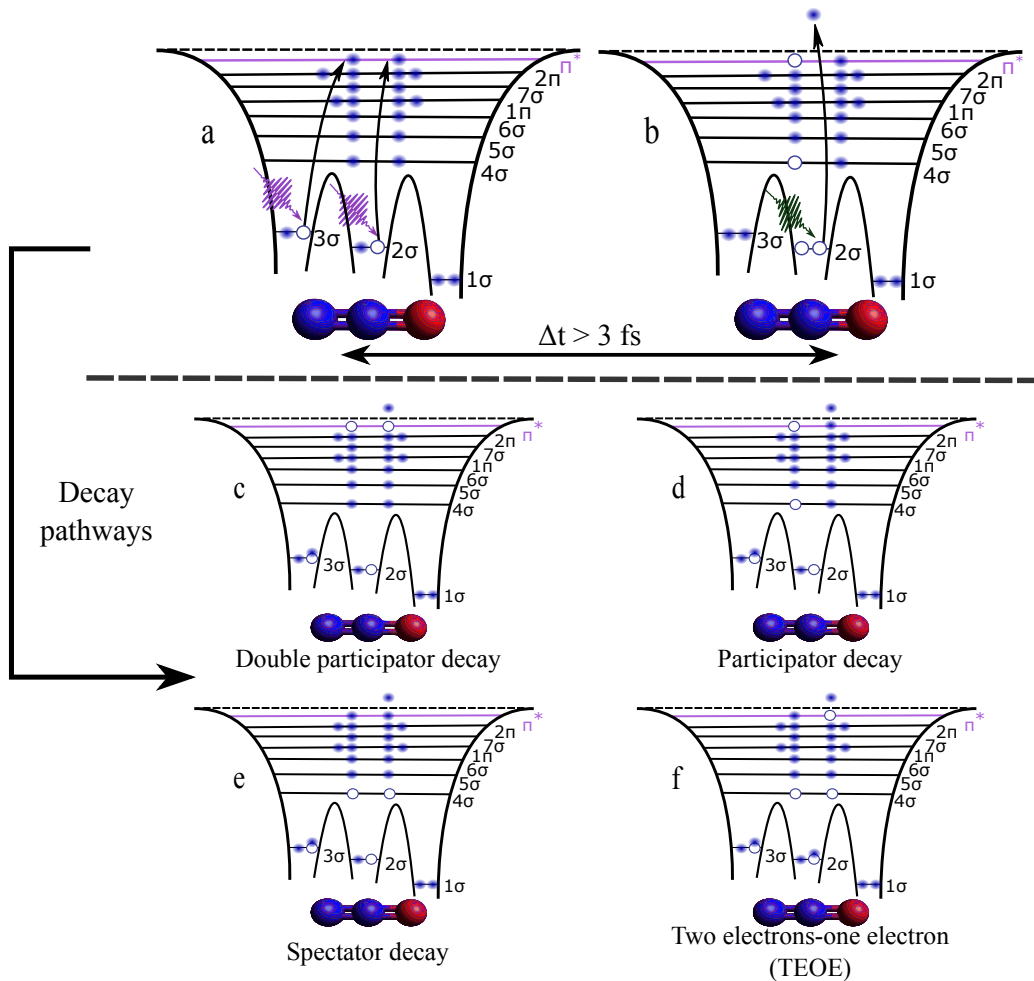 a
π*
2π
7σ
1π
6σ
5σ
4σ
3σ
2σ
1σ
b
π*
2π
7σ
1π
6σ
5σ
4σ
3σ
2σ
1σ
Δt > 3 fs
Decay
pathways
c
π*
2π
7σ
1π
6σ
5σ
4σ
3σ
2σ
1σ
Double participator decay
d
π*
2π
7σ
1π
6σ
5σ
4σ
3σ
2σ
1σ
Participator decay
e
π*
2π
7σ
1π
6σ
5σ
4σ
3σ
2σ
1σ
Spectator decay
f
π*
2π
7σ
1π
6σ
5σ
4σ
3σ
2σ
1σ
Two electrons-one electron
(TEOE)